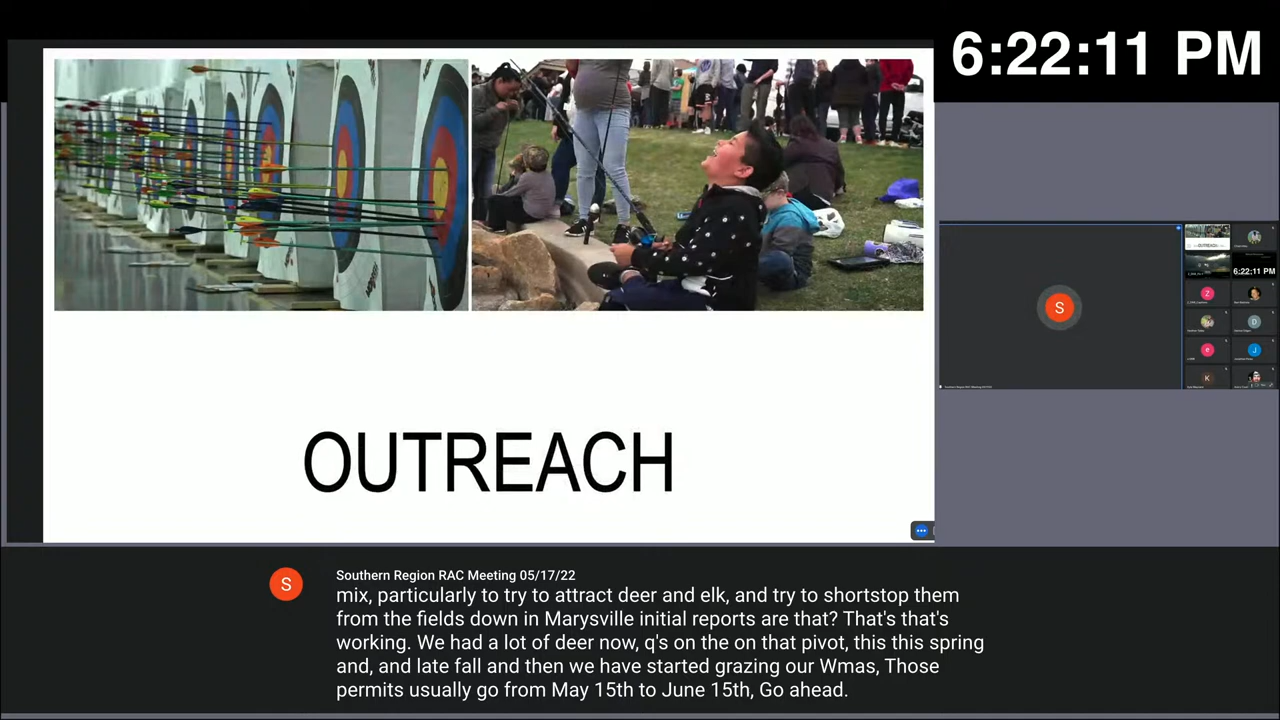 6:22:11 PM
OUTREACH
S
6:22:11 PM
S
Southern Region RAC Meeting 05/17/22
mix, particularly to try to attract deer and elk, and try to shortstop them
from the fields down in Marysville initial reports are that? That's that's
working. We had a lot of deer now, q's on the on that pivot, this this spring
and, and late fall and then we have started grazing our Wmas, Those
permits usually go from May 15th to June 15th, Go ahead.